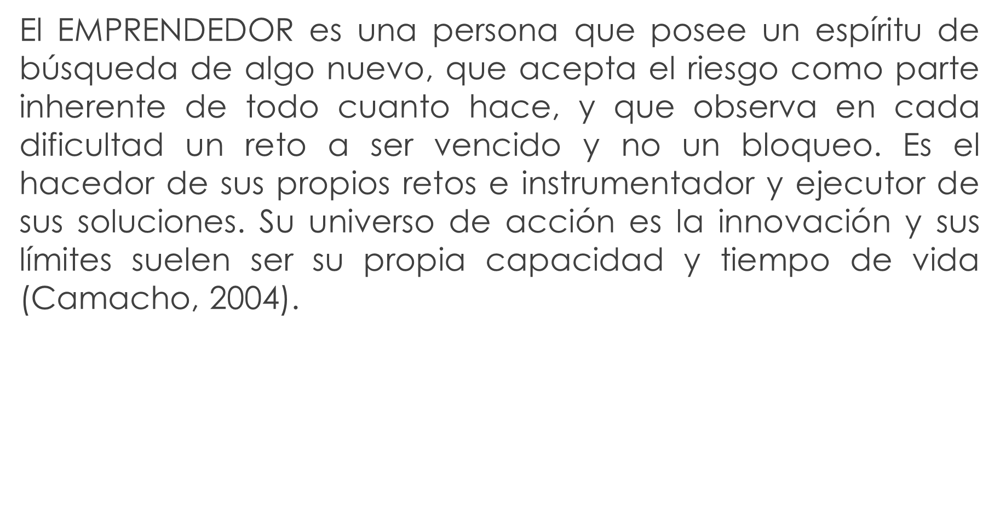 El EMPRENDEDOR es una persona que posee un espíritu de
búsqueda de algo nuevo, que acepta el riesgo como parte
inherente de todo cuanto hace, y que observa en cada
dificultad un reto a ser vencido y no un bloqueo. Es el
hacedor de sus propios retos e instrumentador y ejecutor de
sus soluciones. Su universo de acción es la innovación y sus
límites suelen ser su propia capacidad y tiempo de vida
(Camacho, 2004).